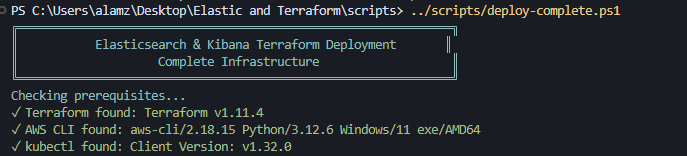 PS C:\Users\alamz\Desktop\Elastic and Terraform\scripts> ../scripts/deploy-complete.ps1
Elasticsearch & Kibana Terraform Deployment
Complete Infrastructure
Checking prerequisites...
✓ Terraform found: Terraform v1.11.4
✓ AWS CLI found: aws-cli/2.18.15 Python/3.12.6 Windows/11 exe/AMD64
✓ kubectl found: Client Version: v1.32.0